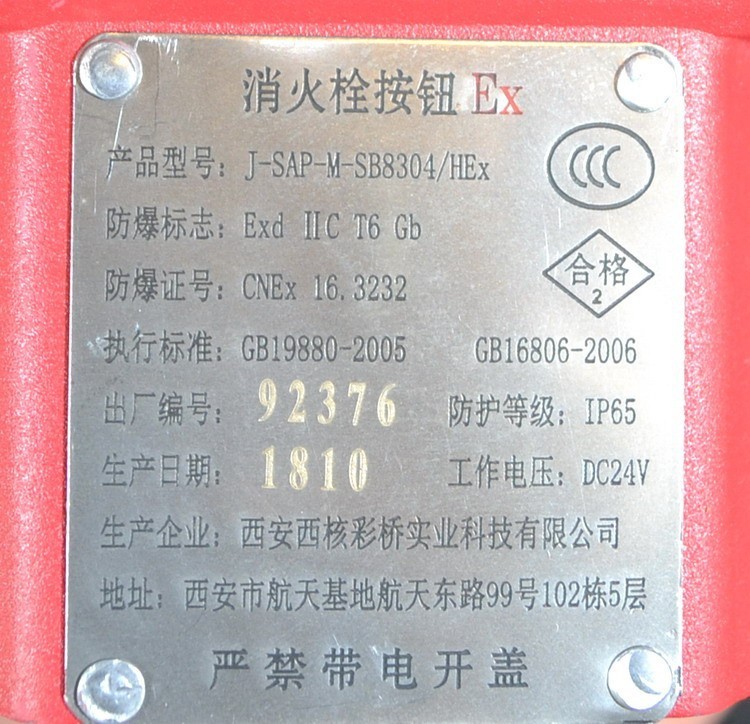 消火栓按钮 Ex
产品型号：J-SAP-M-SB8304/HEx
CCC
防爆标志：Exd ⅡC T6 Gb
合格
2
防爆证号：CNEx 16.3232
执行标准：GB19880-2005 GB16806-2006
出厂编号：92376 防护等级：IP65
生产日期：1810 工作电压：DC24V
生产企业：西安西核彩桥实业科技有限公司
地址：西安市航天基地航天东路99号102栋5层
严禁带电开盖